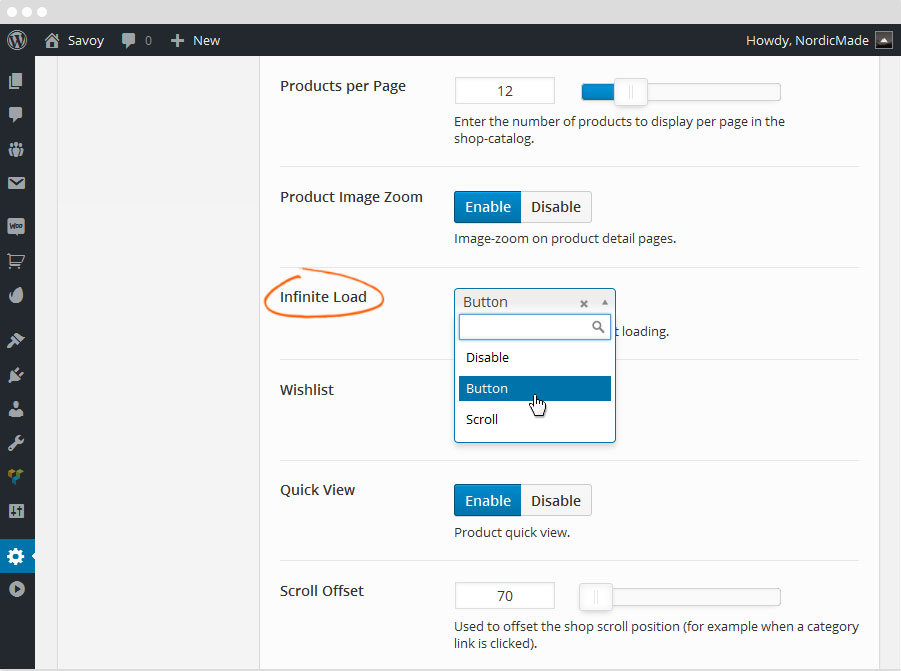 Savoy 0 New Howdy, NordicMade
Products per Page 12
Enter the number of products to display per page in the
shop-catalog.
Product Image Zoom Enable Disable
Image-zoom on product detail pages.
Infinite Load Button
t loading.
Disable
Button
Wishlist
Scroll
Quick View Enable Disable
Product quick view.
Scroll Offset 70
Used to offset the shop scroll position (for example when a category
link is clicked).
Woo